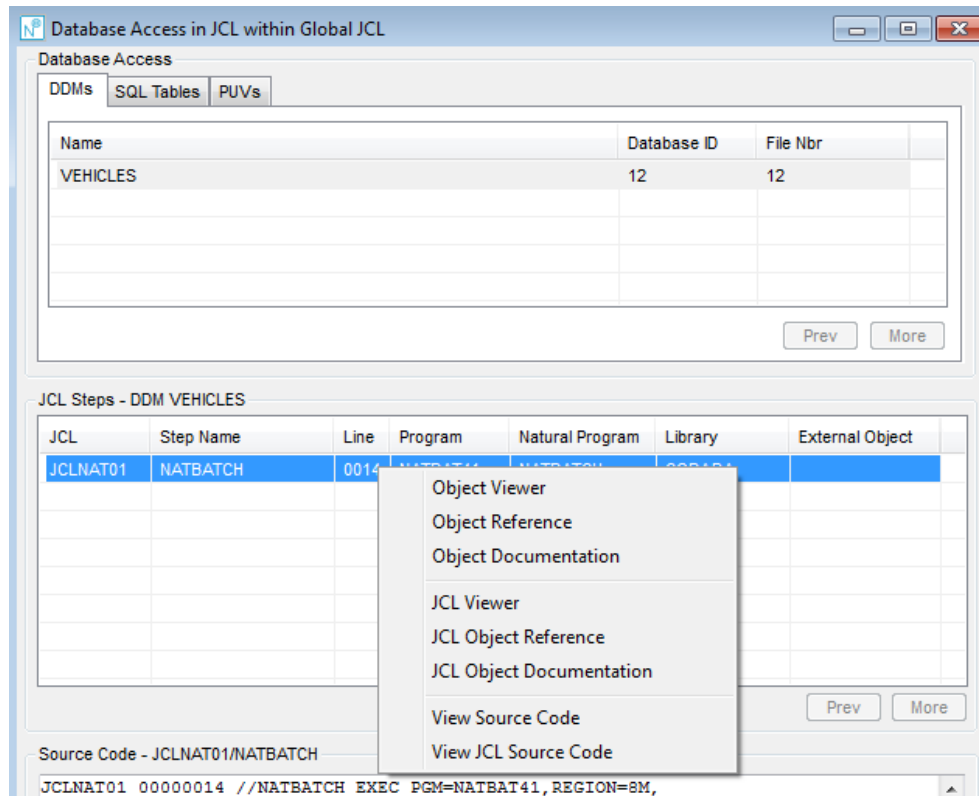 Database Access in JCL within Global JCL
Database Access
DDMs SQL Tables PUVs
Name Database ID File Nbr
VEHICLES 12 12
Prev More
JCL Steps - DDM VEHICLES
JCL Step Name Line Program Natural Program Library External Object
JCLNAT01 NATBATCH 0014 NATBAT41 NATBATCH
Object Viewer
Object Reference
Object Documentation
JCL Viewer
JCL Object Reference
JCL Object Documentation
View Source Code
View JCL Source Code
Prev More
Source Code - JCLNAT01/NATBATCH
JCLNAT01 00000014 //NATBATCH EXEC PGM=NATBAT41,REGION=8M,